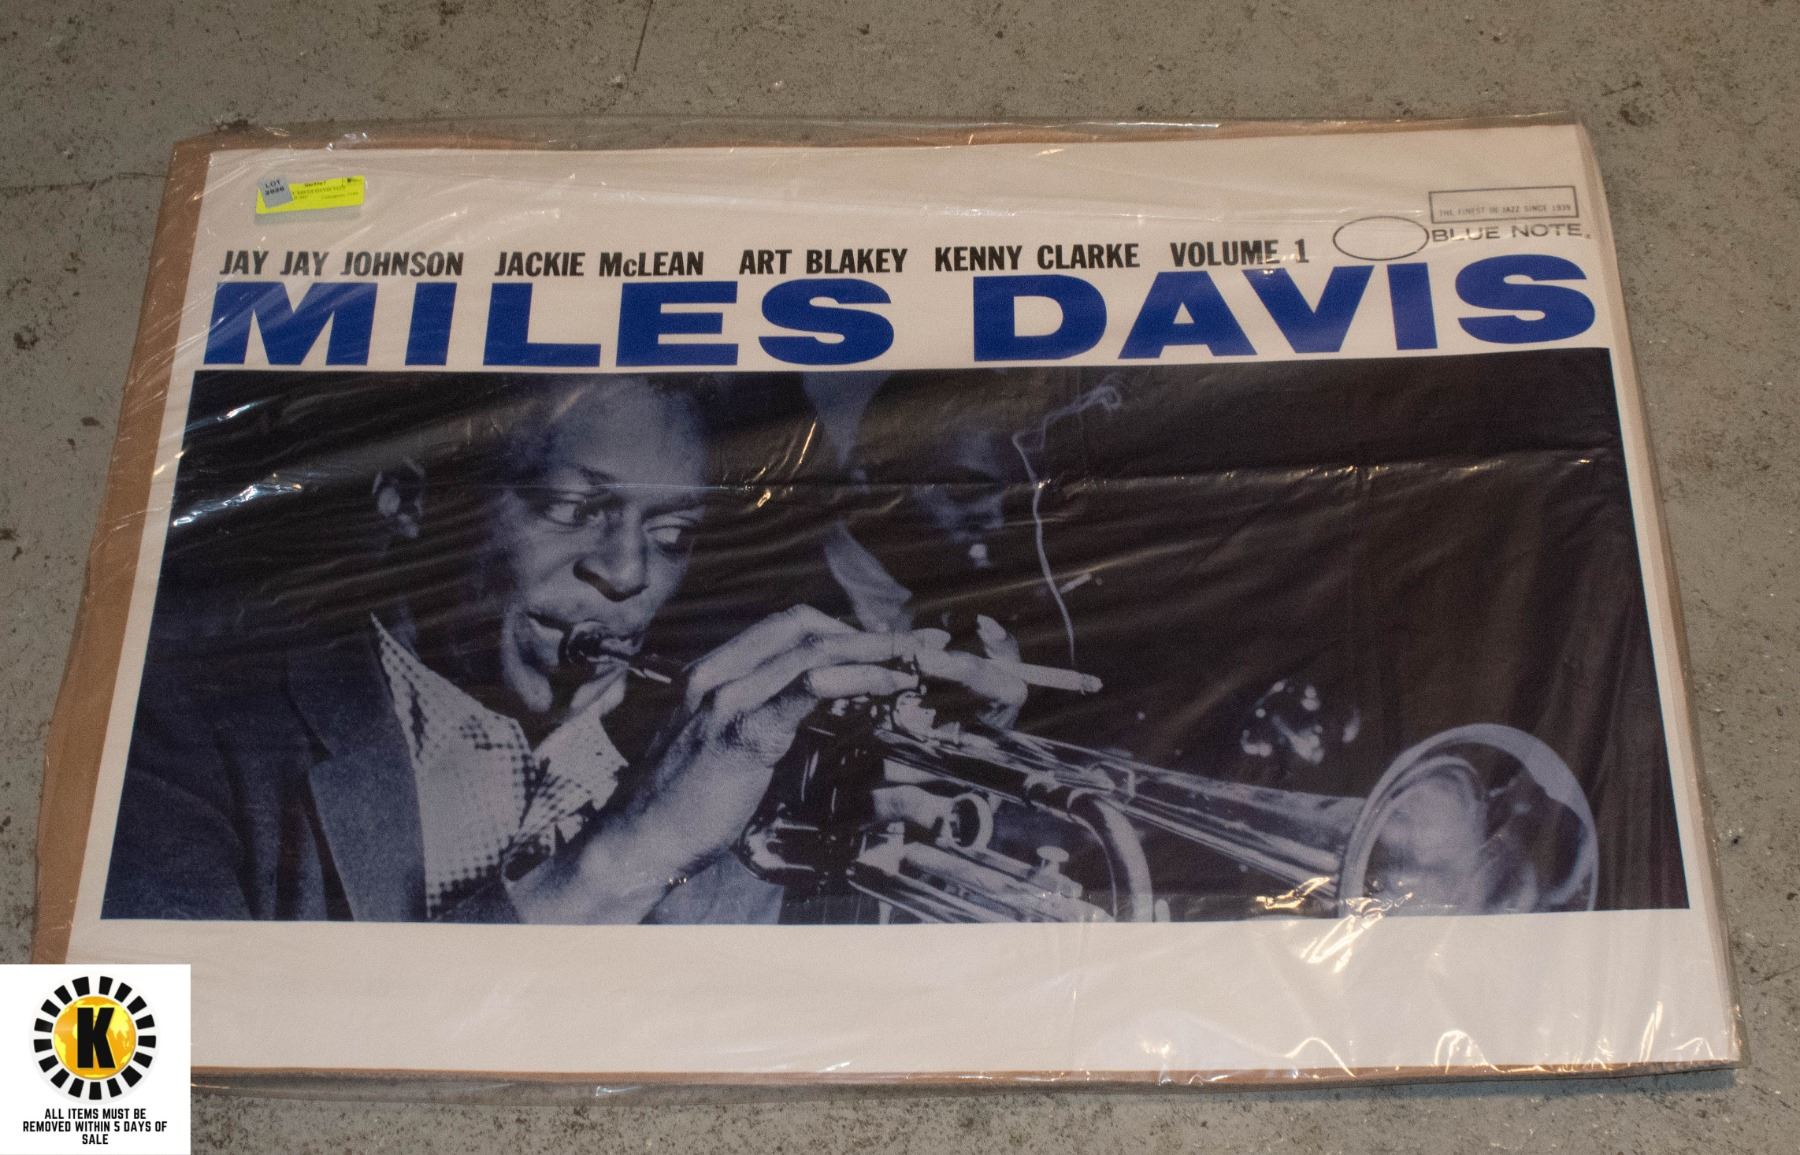 LOT
THE FINEST IN JAZZ SINCE 1939
BLUE NOTE.
JAY JAY JOHNSON JACKIE McLEAN ART BLAKEY KENNY CLARKE VOLUME 1
MILES DAVIS
K
ALL ITEMS MUST BE
REMOVED WITHIN 5 DAYS OF
SALE